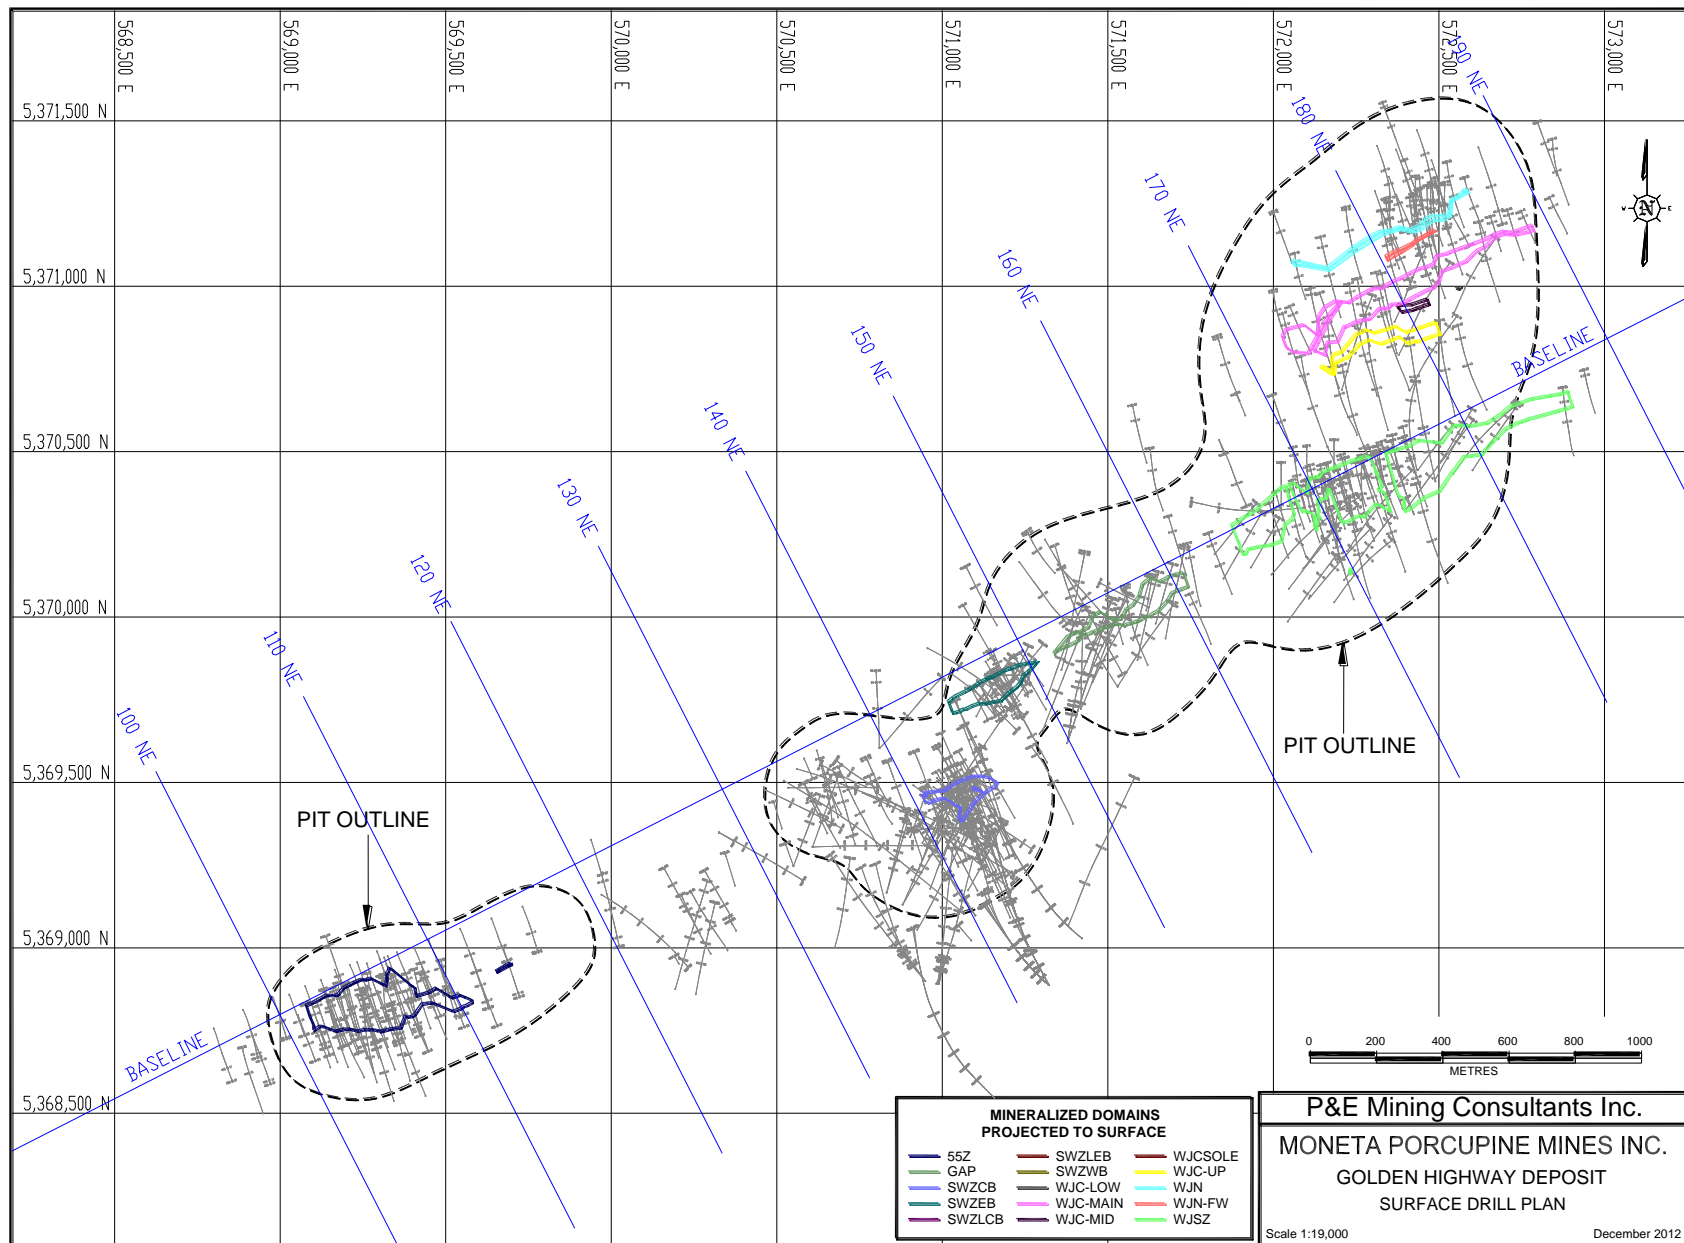 568,500 E
569,000 E
569,500 E
570,000 E
570,500 E
571,000 E
571,500 E
572,000 E
572,500 E
573,000 E
5,371,500 N
5,371,000 N
5,370,500 N
5,370,000 N
5,369,500 N
5,369,000 N
5,368,500 N
100 NE
110 NE
120 NE
130 NE
140 NE
150 NE
160 NE
170 NE
180 NE
190 NE
BASELINE
BASELINE
PIT OUTLINE
PIT OUTLINE
W
N
E
0 200 400 600 800 1000
METRES
MINERALIZED DOMAINS
PROJECTED TO SURFACE
55Z SWZLEB WJCSOLE
GAP SWZWB WJC-UP
SWZCB WJC-LOW WJN
SWZEB WJC-MAIN WJN-FW
SWZLCB WJC-MID WJSZ
P&E Mining Consultants Inc.
MONETA PORCUPINE MINES INC.
GOLDEN HIGHWAY DEPOSIT
SURFACE DRILL PLAN
Scale 1:19,000 December 2012